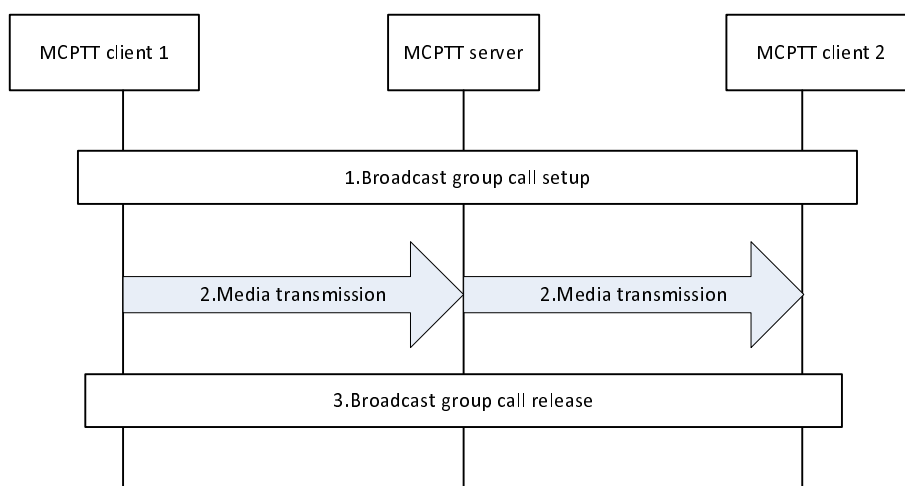 MCPTT client 1
MCPTT server
MCPTT client 2
1.Broadcast group call setup
2.Media transmission
2.Media transmission
3.Broadcast group call release